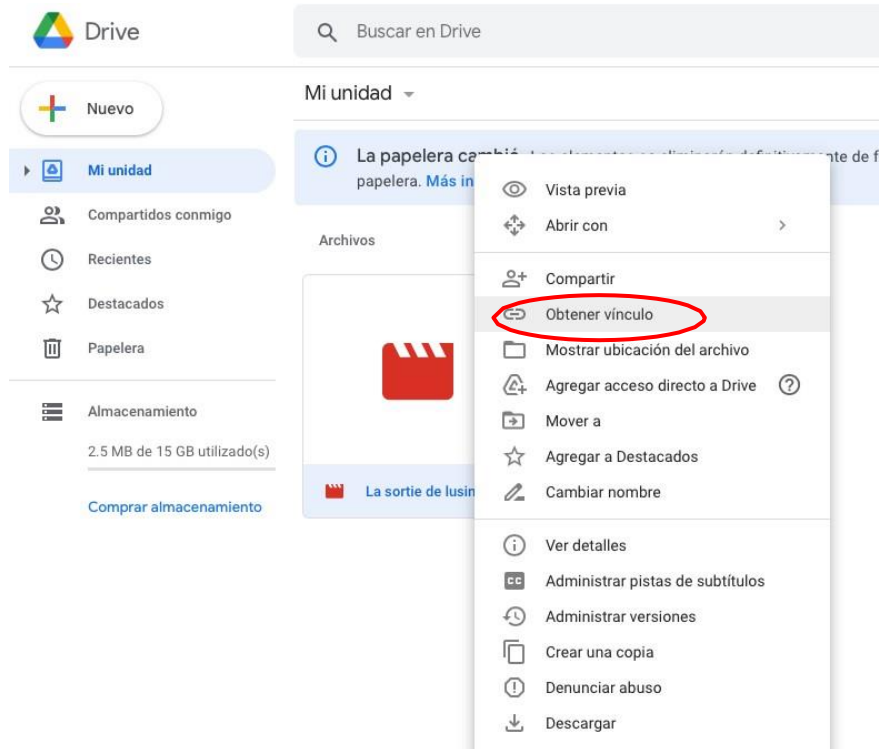 Drive
Buscar en Drive
Nuevo
Mi unidad
Compartidos conmigo
Recientes
Destacados
Papelera
Almacenamiento
2.5 MB de 15 GB utilizado(s)
Comprar almacenamiento
Mi unidad
La papelera cambió.
papelera. Más in
Archivos
La sortie de lusin
Vista previa
Abrir con
Compartir
Obtener vínculo
Mostrar ubicación del archivo
Agregar acceso directo a Drive
Mover a
Agregar a Destacados
Cambiar nombre
Ver detalles
CC Administrar pistas de subtítulos
Administrar versiones
Crear una copia
Denunciar abuso
Descargar